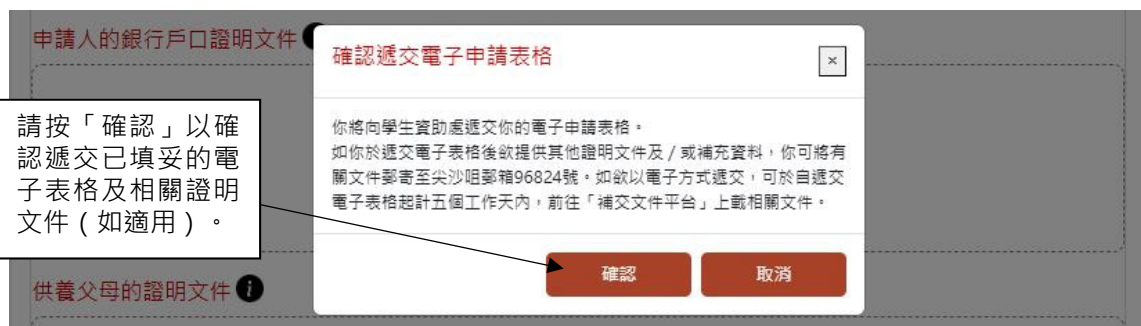 申請人的銀行戶口證明文件
確認遞交電子申請表格
×
請按「確認」以確
認遞交已填妥的電
子表格及相關證明
文件(如適用)。
你將向學生資助處遞交你的電子申請表格。
如你於遞交電子表格後欲提供其他證明文件及 / 或補充資料，你可將有
關文件郵寄至尖沙咀郵箱96824號。如欲以電子方式遞交，可於自遞交
電子表格起計五個工作天內，前往「補交文件平台」上載相關文件。
確認
取消
供養父母的證明文件 i